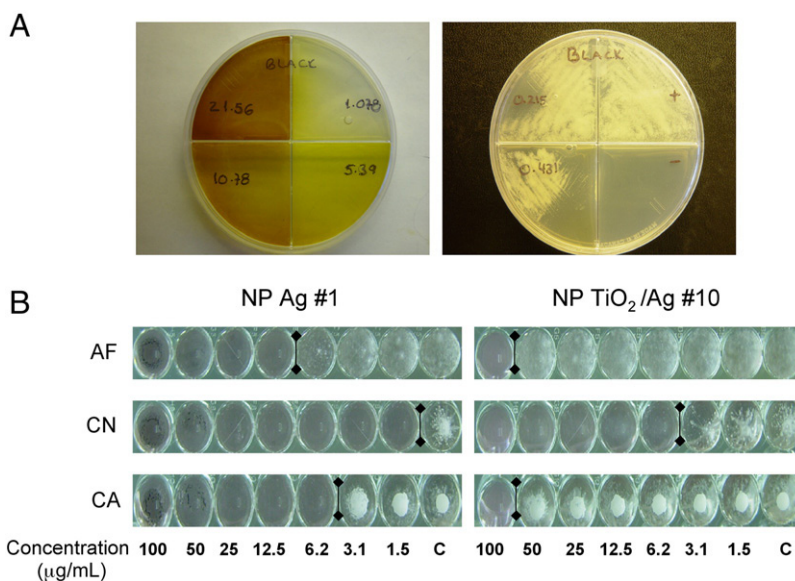 A
BLACK
21.56
1.078
10.78
5.39
BLACK
0.215
+
0.431
-
B
NP Ag #1
NP TiO₂/Ag #10
AF
CN
CA
Concentration
(μg/mL)
100 50 25 12.5 6.2 3.1 1.5 C
100 50 25 12.5 6.2 3.1 1.5 C